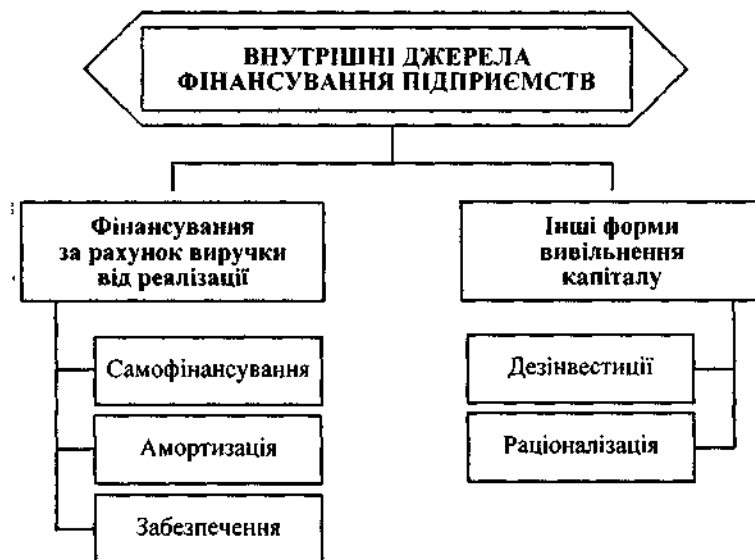 ВНУТРІШНІ ДЖЕРЕЛА
ФІНАНСУВАННЯ ПІДПРИЄМСТВ
Фінансування
за рахунок виручки
від реалізації
Самофінансування
Амортизація
Забезпечення
Інші форми
вивільнення
капіталу
Дезінвестиції
Раціоналізація